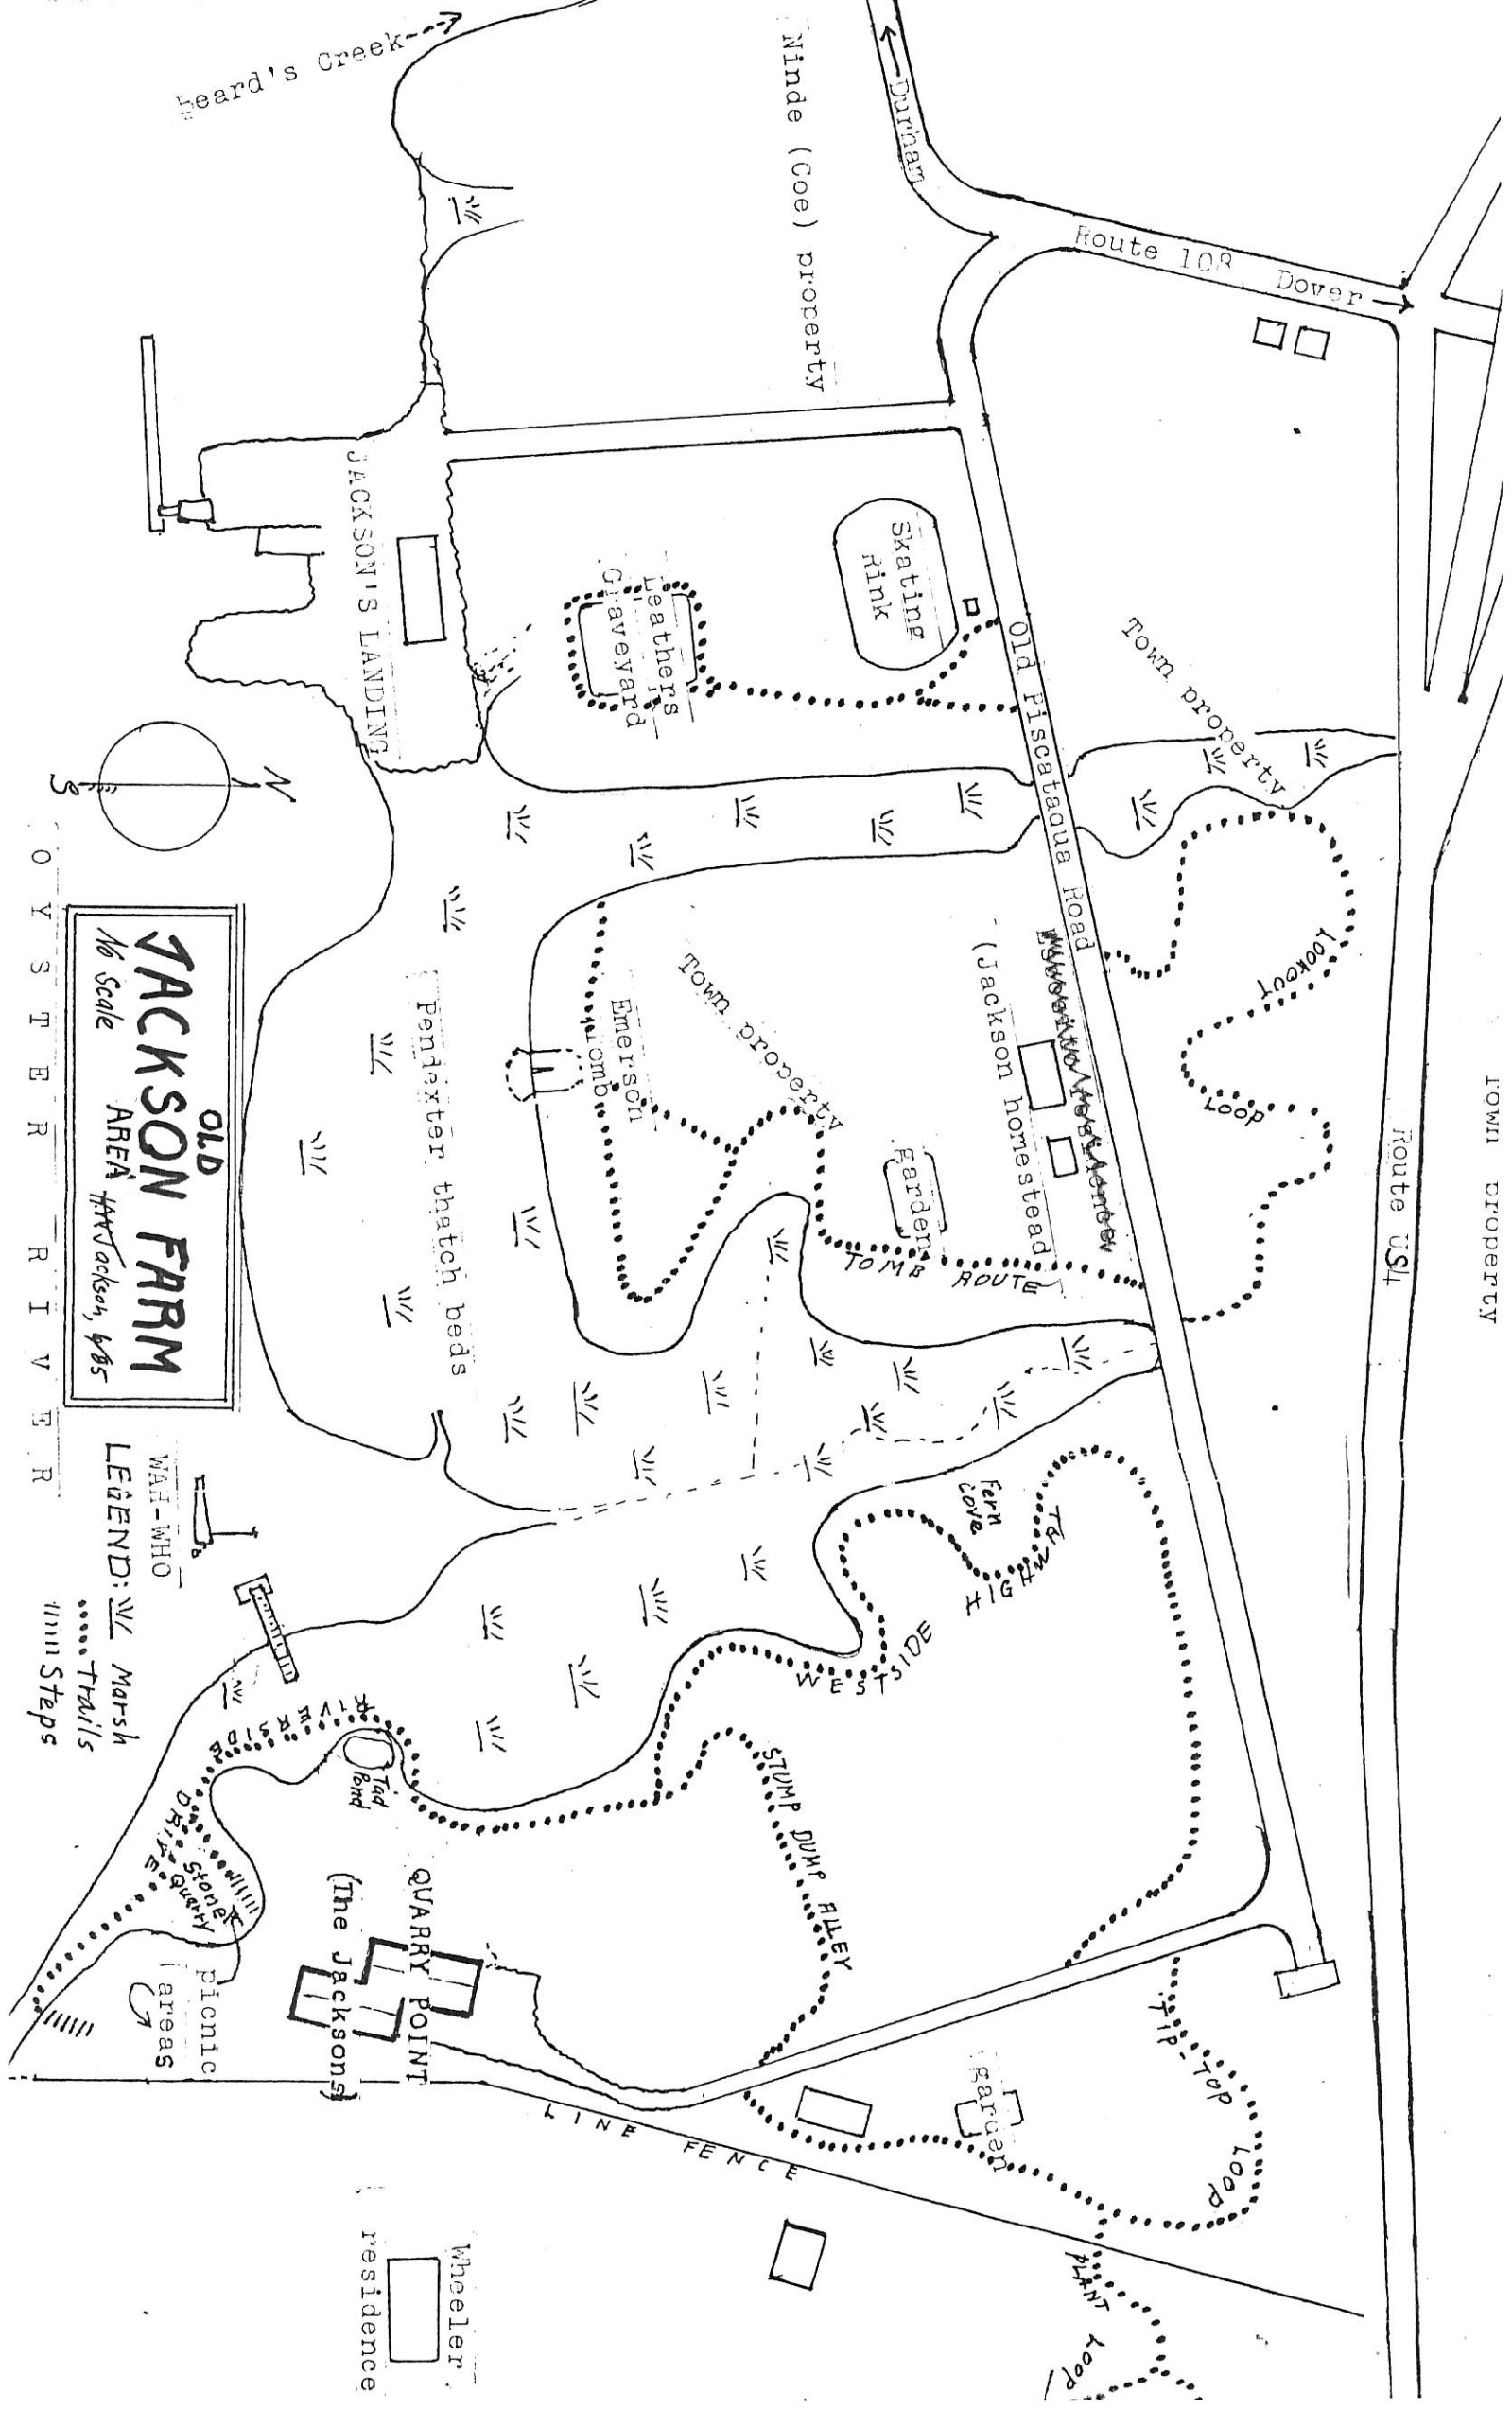 Town property
Route US4
Route 108
Dover
Durham
Ninde (Coe) property
Beard's Creek
Old Piscataqua Road
Town property
LOOKOUT
LOOP
Skating
Rink
Leathers
Graveyard
JACKSON'S LANDING
(Jackson homestead
garden
TOMB ROUTE
Town property
Emerson
Tomb
Pendexter thatch beds
N
S
OYSTER RIVER
OLD
JACKSON FARM
No Scale AREA
WAH-WHO
LEGEND:
Marsh
Trails
Steps
Fern
Cove
HIGH
WESTSIDE
STUMP DUMP ALLEY
RIVERSIDE
DRIVE
Tad
Pond
Stone
Quarry
picnic
areas
QUARRY POINT
(The Jacksons)
LINE FENCE
garden
TIP-TOP
LOOP
PLANT LOOP
Wheeler
residence